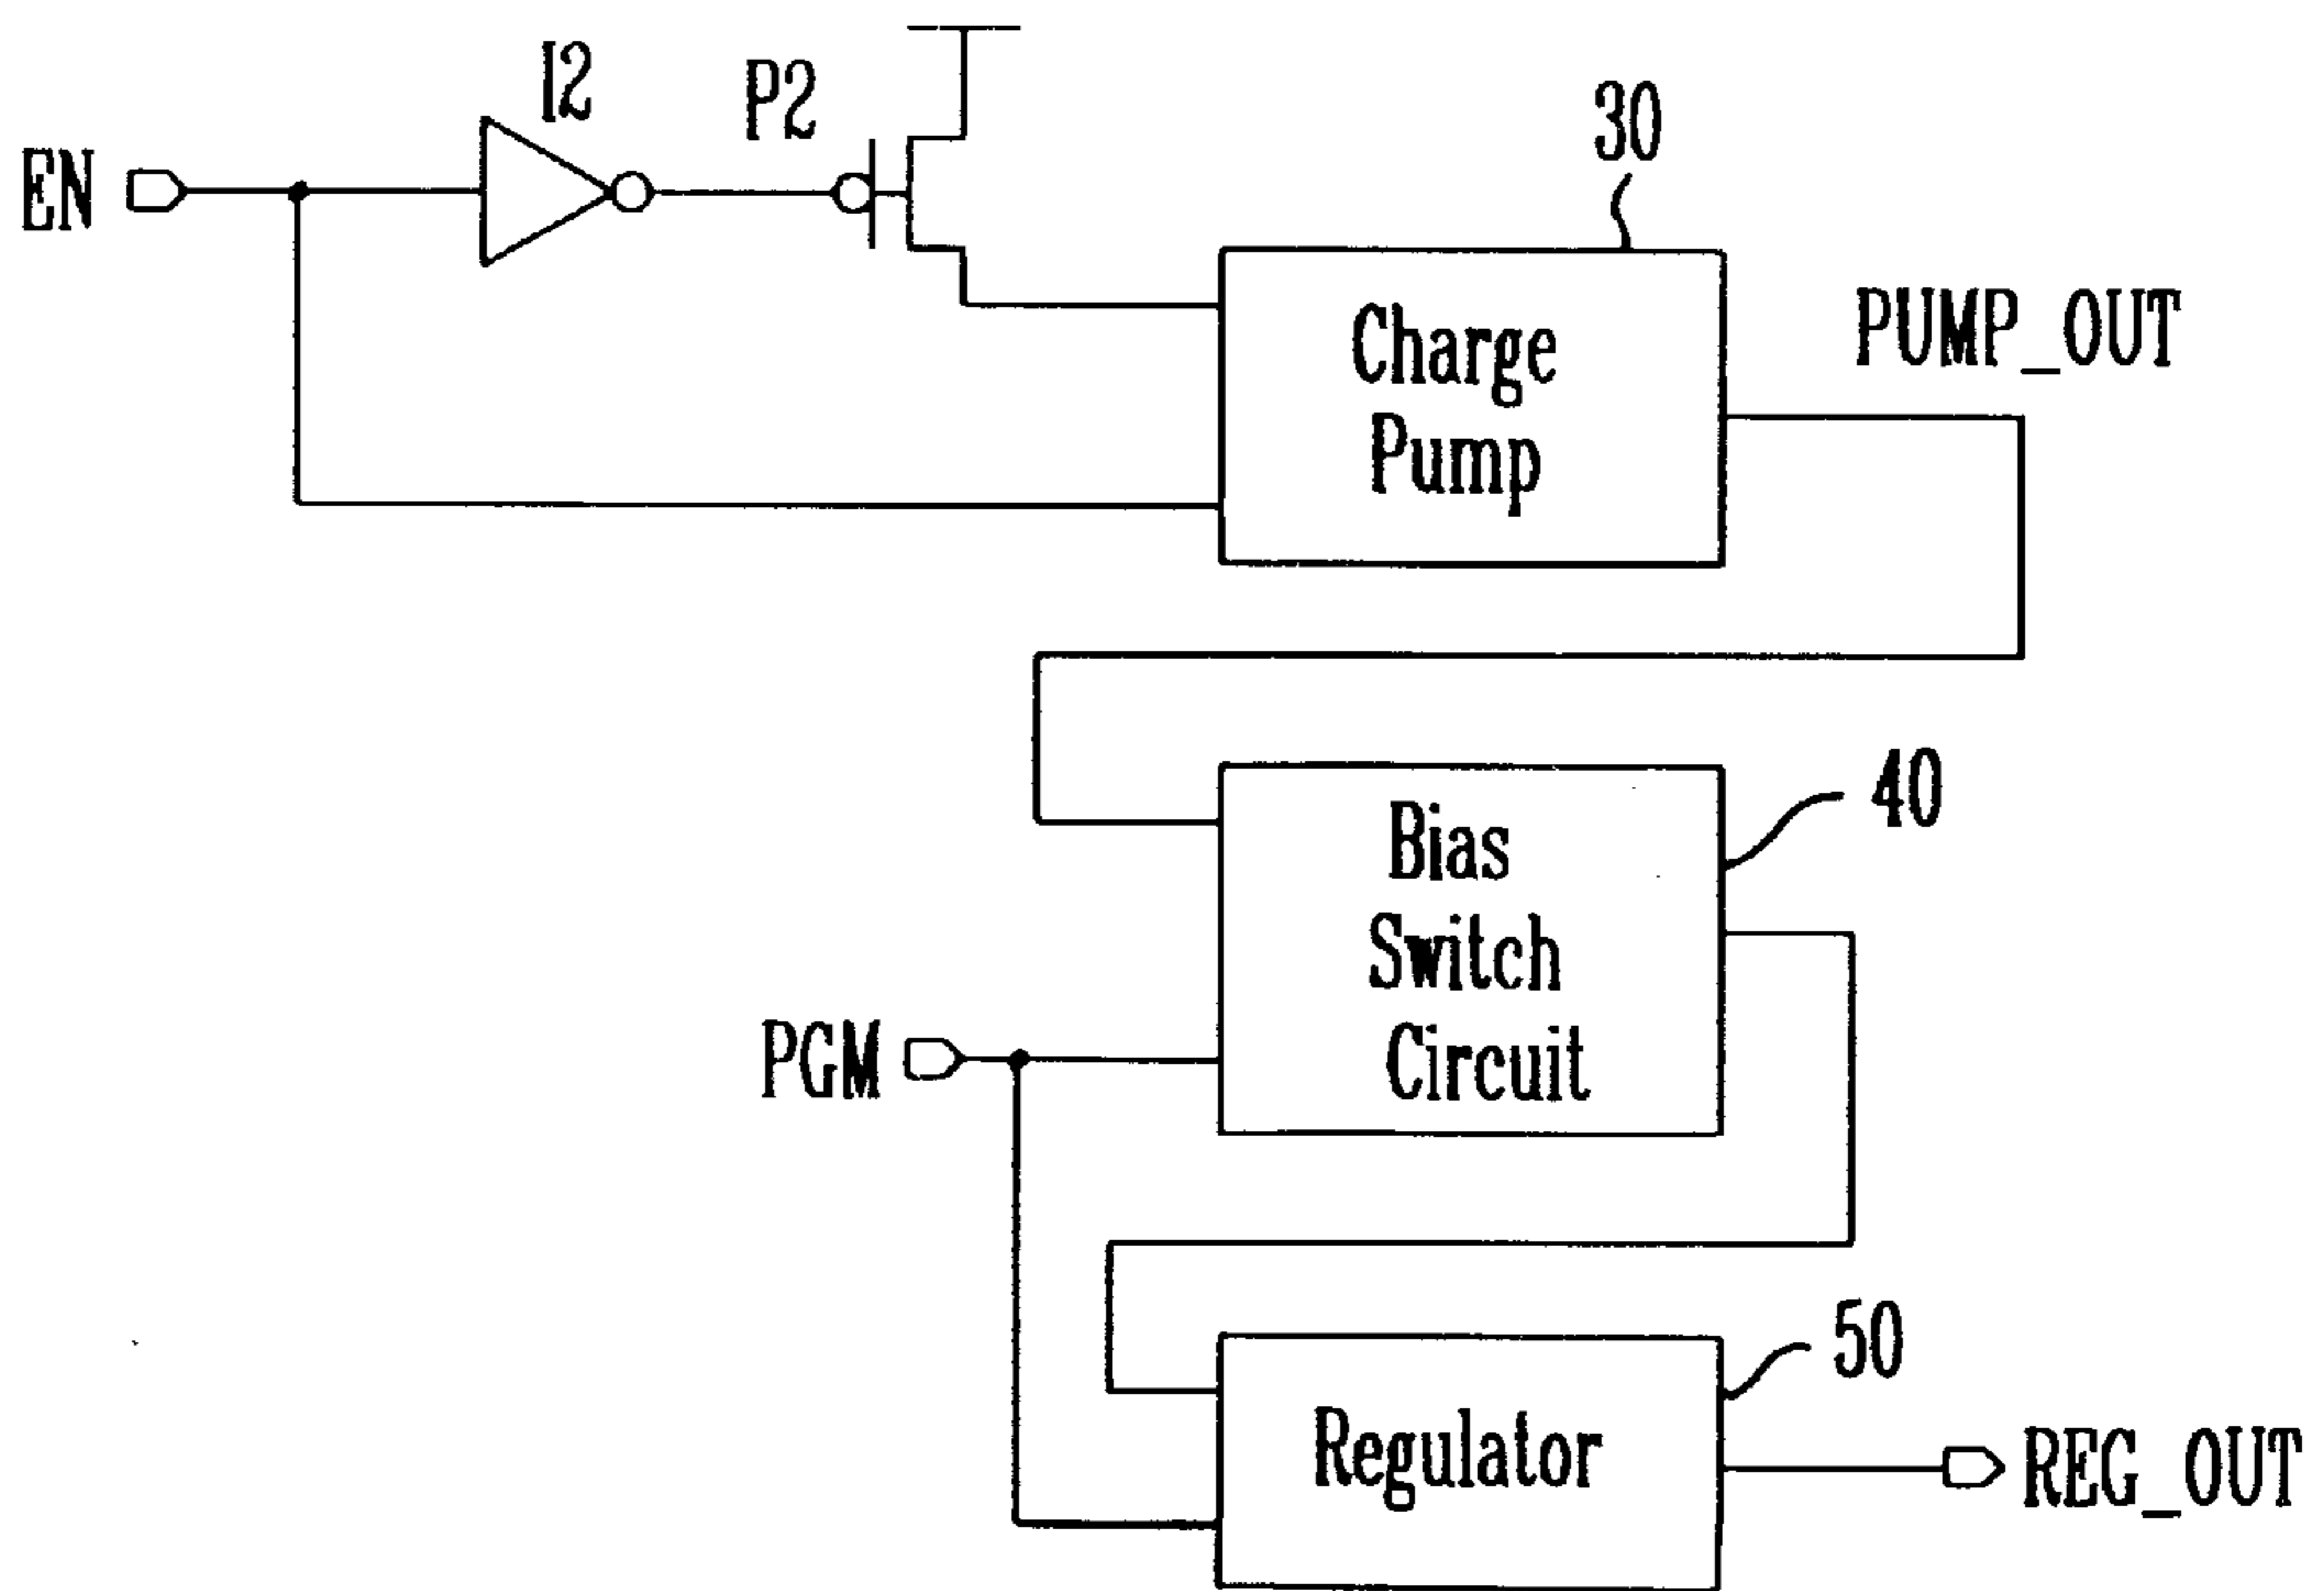 I2
P2
30
EN
Charge
Pump
PUMP_OUT
40
Bias
Switch
Circuit
PGM
50
Regulator
REG_OUT